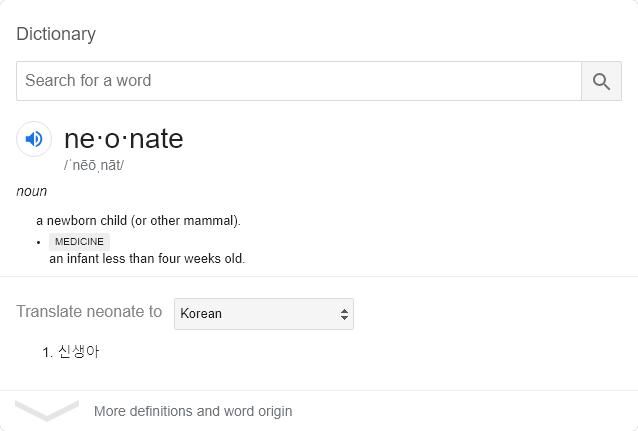 Dictionary
Search for a word
ne·o·nate
/ˈnēōˌnāt/
noun
a newborn child (or other mammal).
• MEDICINE
an infant less than four weeks old.
Translate neonate to Korean
1. 신생아
More definitions and word origin